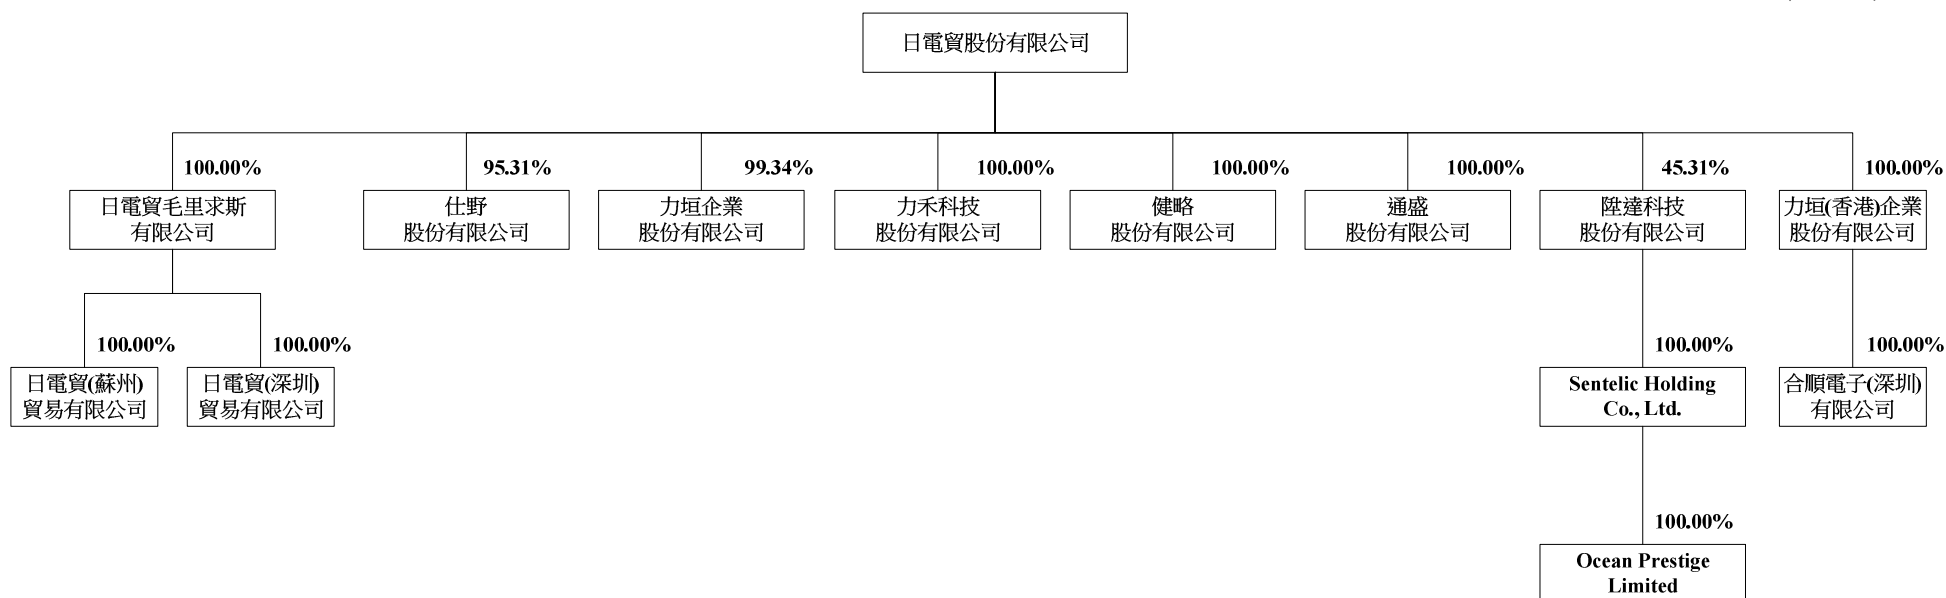 日電貿股份有限公司
100.00%
95.31%
99.34%
100.00%
100.00%
100.00%
45.31%
100.00%
日電貿毛里求斯
有限公司
仕野
股份有限公司
力垣企業
股份有限公司
力禾科技
股份有限公司
健略
股份有限公司
通盛
股份有限公司
陞達科技
股份有限公司
力垣(香港)企業
股份有限公司
100.00%
100.00%
100.00%
100.00%
日電貿(蘇州)
貿易有限公司
日電貿(深圳)
貿易有限公司
Sentelic Holding
Co., Ltd.
合順電子(深圳)
有限公司
100.00%
Ocean Prestige
Limited